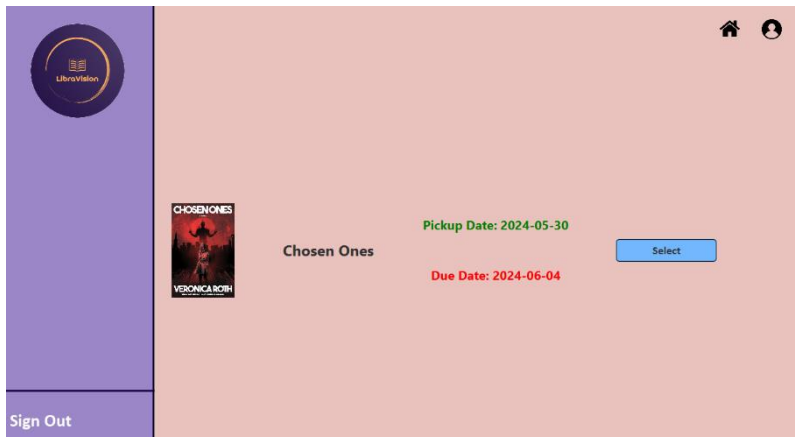 LibraVision
CHOSEN ONES
VERONICA ROTH
Chosen Ones
Pickup Date: 2024-05-30
Due Date: 2024-06-04
Select
Sign Out